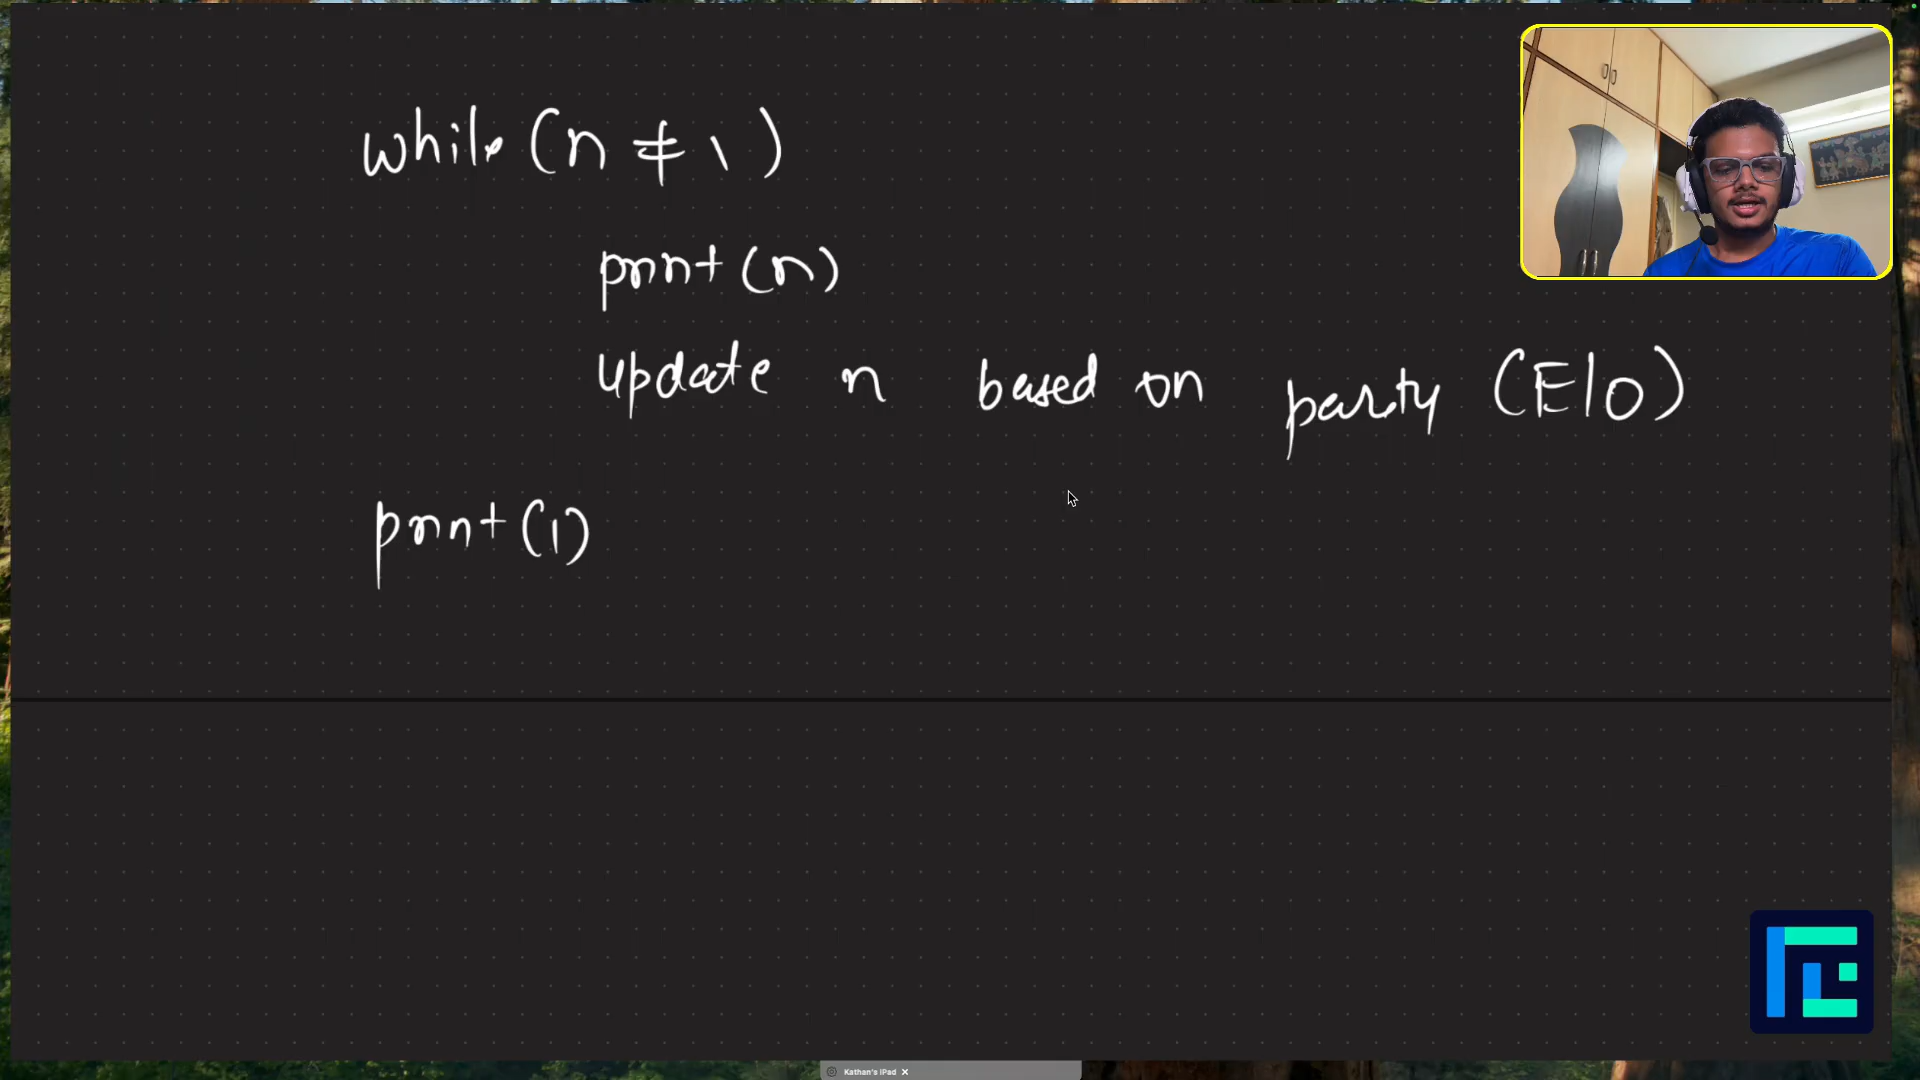 while (n ≠ 1)
print (n)
update n based on parity (E/O)
print (1)
Kathan's iPad